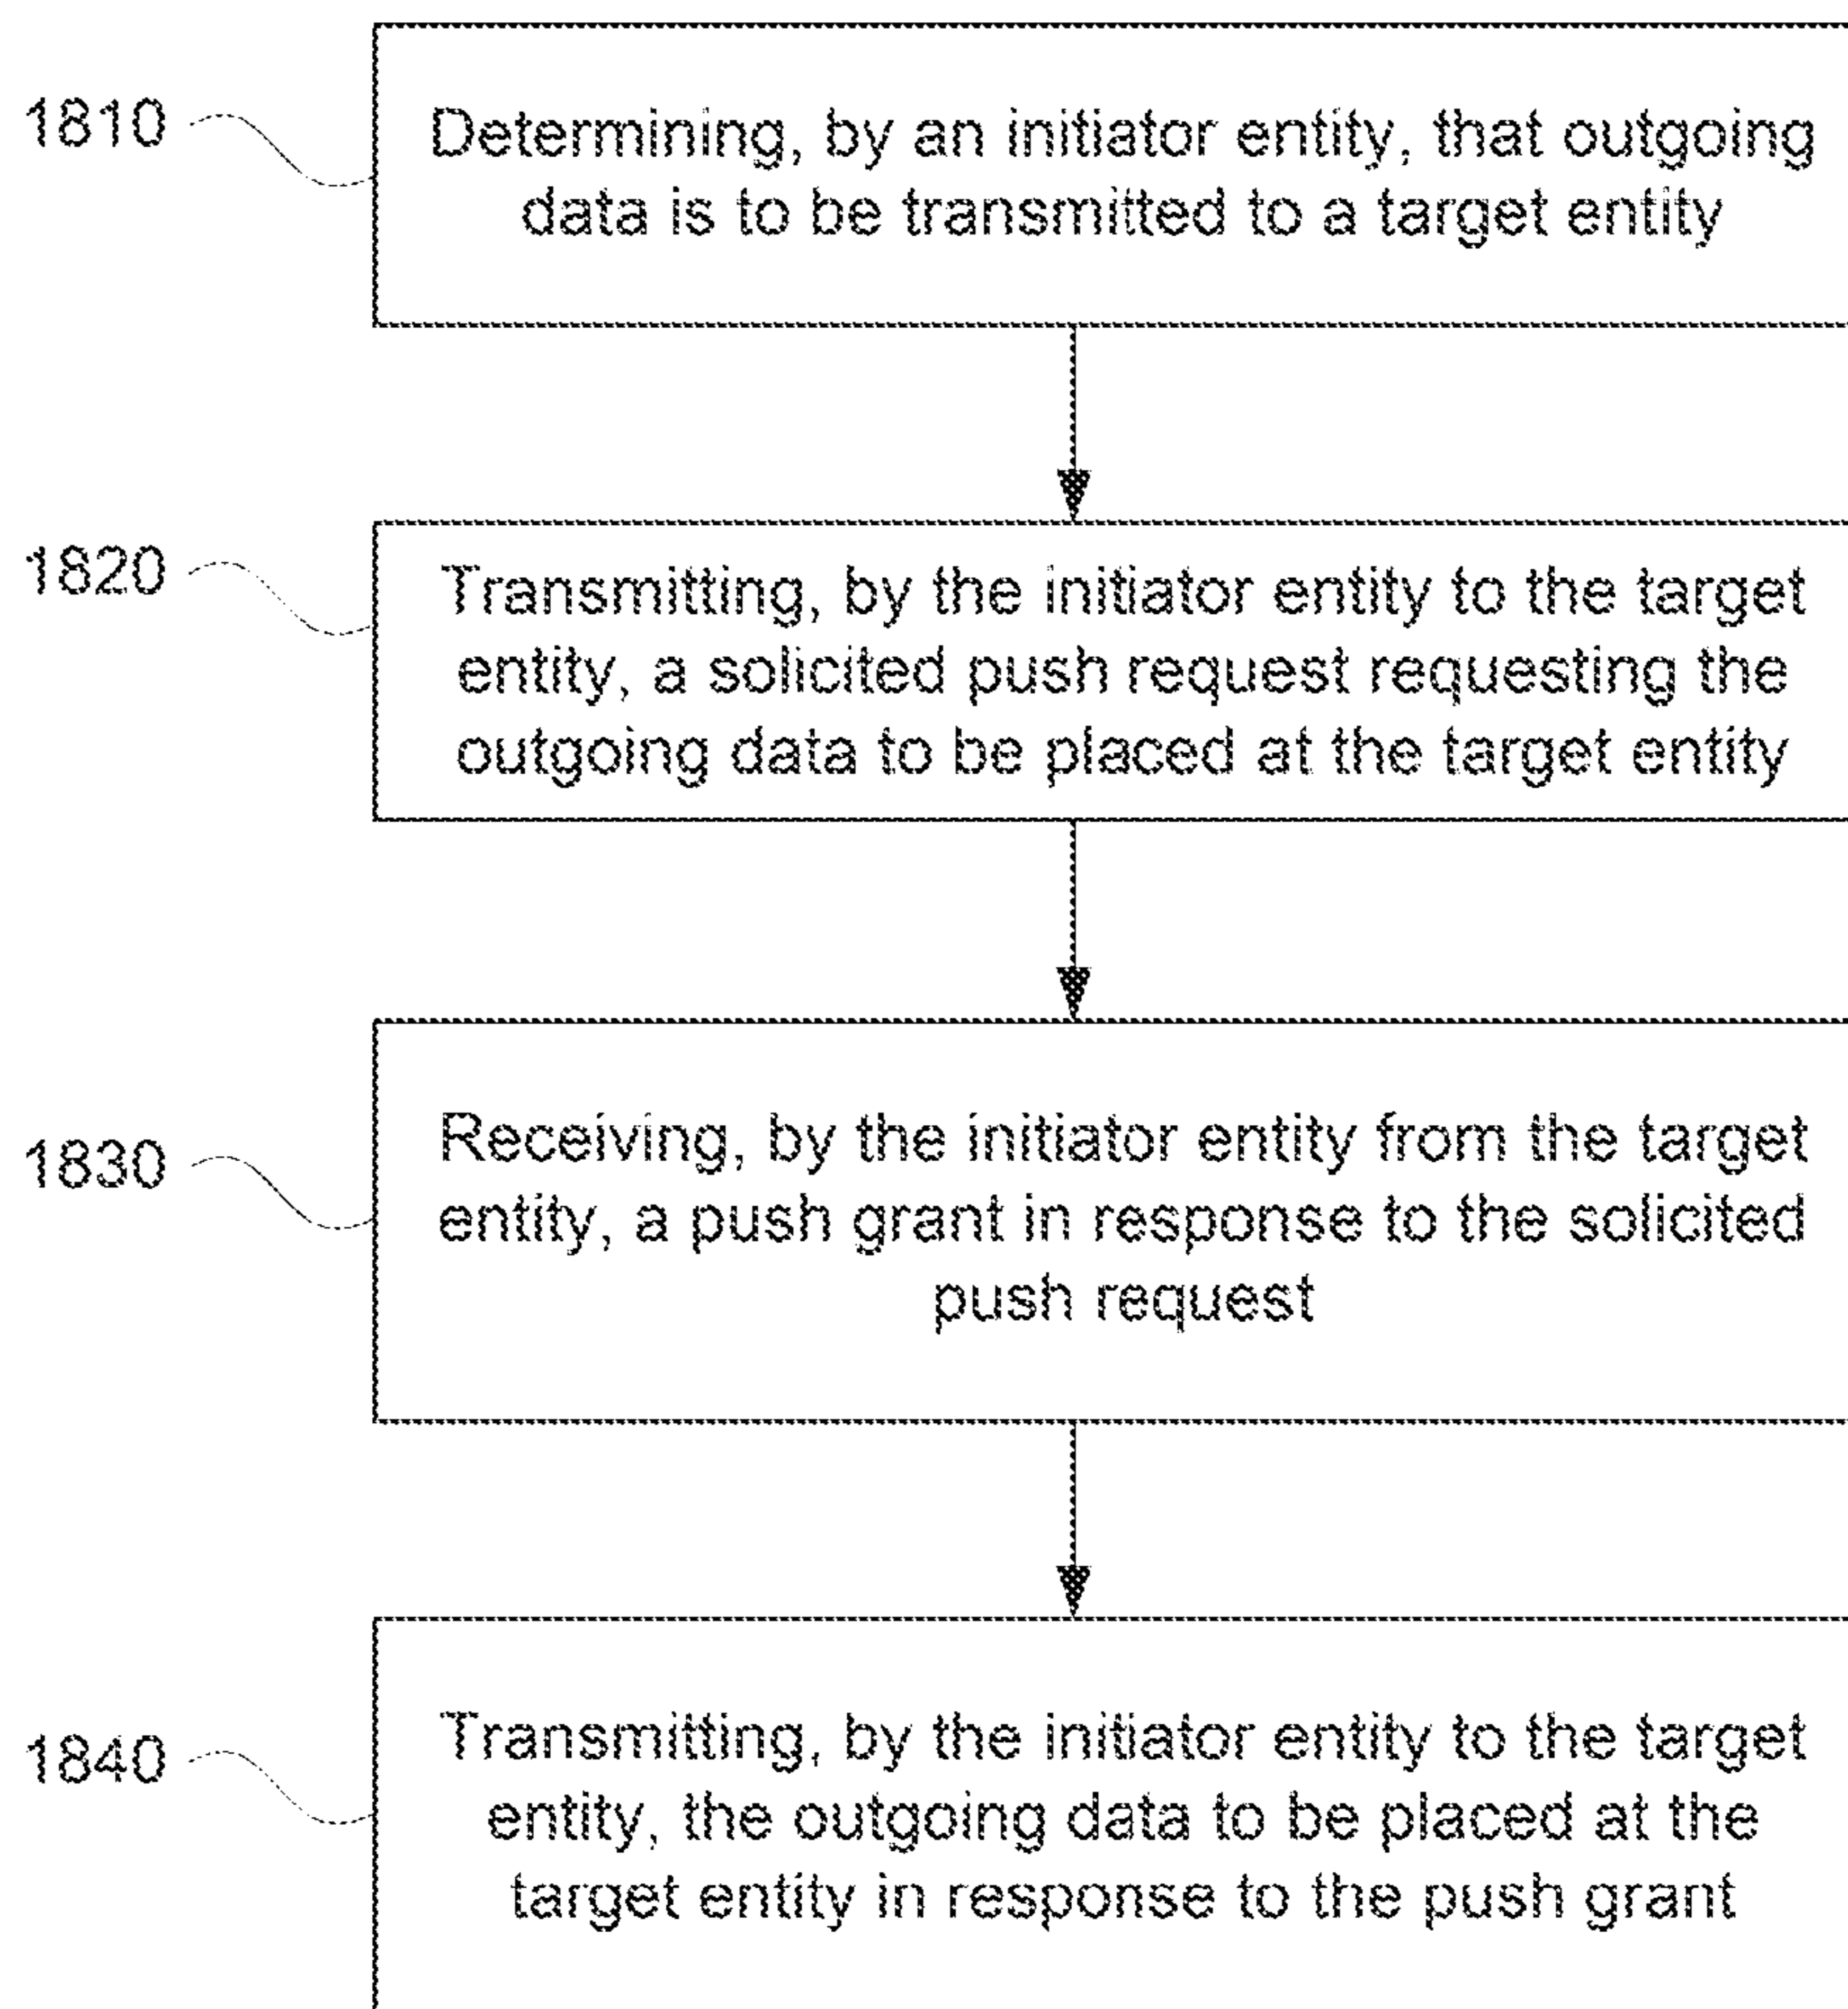 1810
Determining, by an initiator entity, that outgoing
data is to be transmitted to a target entity
1820
Transmitting, by the initiator entity to the target
entity, a solicited push request requesting the
outgoing data to be placed at the target entity
1830
Receiving, by the initiator entity from the target
entity, a push grant in response to the solicited
push request
1840
Transmitting, by the initiator entity to the target
entity, the outgoing data to be placed at the
target entity in response to the push grant